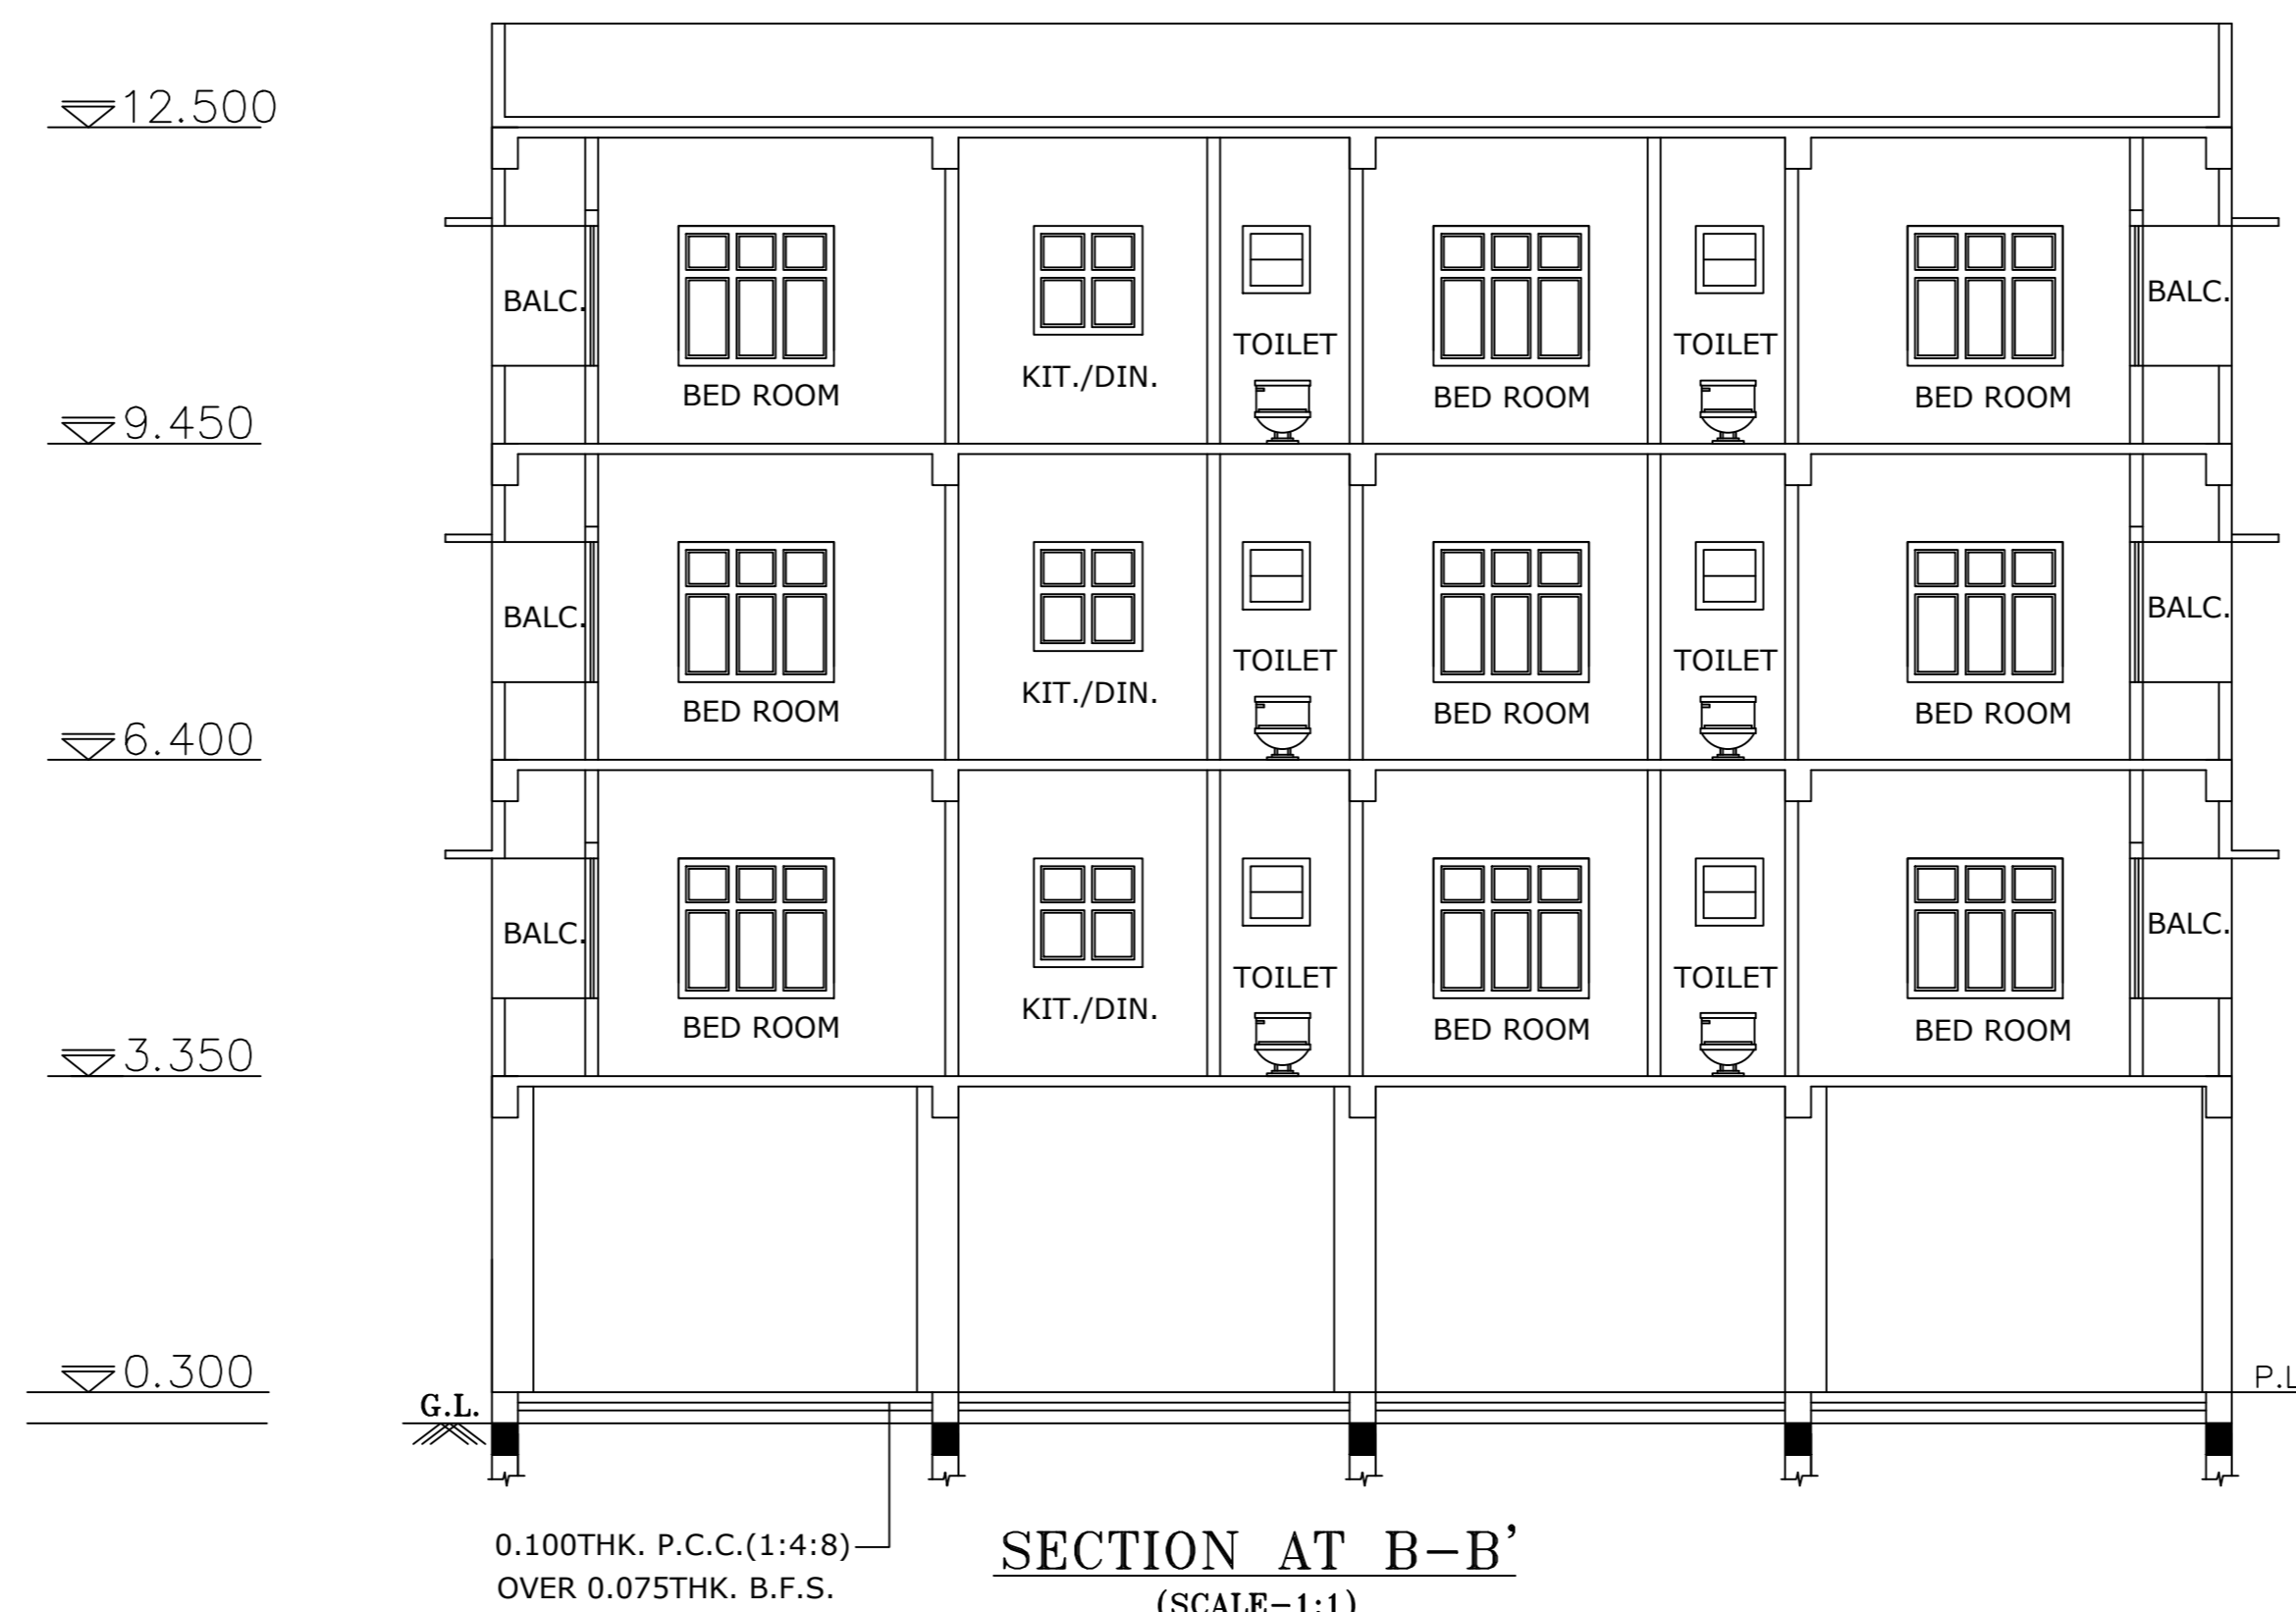 12.500
BALC.
BED ROOM
KIT./DIN.
TOILET
BED ROOM
TOILET
BED ROOM
BALC.
9.450
BALC.
BED ROOM
KIT./DIN.
TOILET
BED ROOM
TOILET
BED ROOM
BALC.
6.400
BALC.
BED ROOM
KIT./DIN.
TOILET
BED ROOM
TOILET
BED ROOM
BALC.
3.350
0.300
G.L.
P.L
0.100THK. P.C.C.(1:4:8)
OVER 0.075THK. B.F.S.
SECTION AT B-B'
(SCALE-1:1)